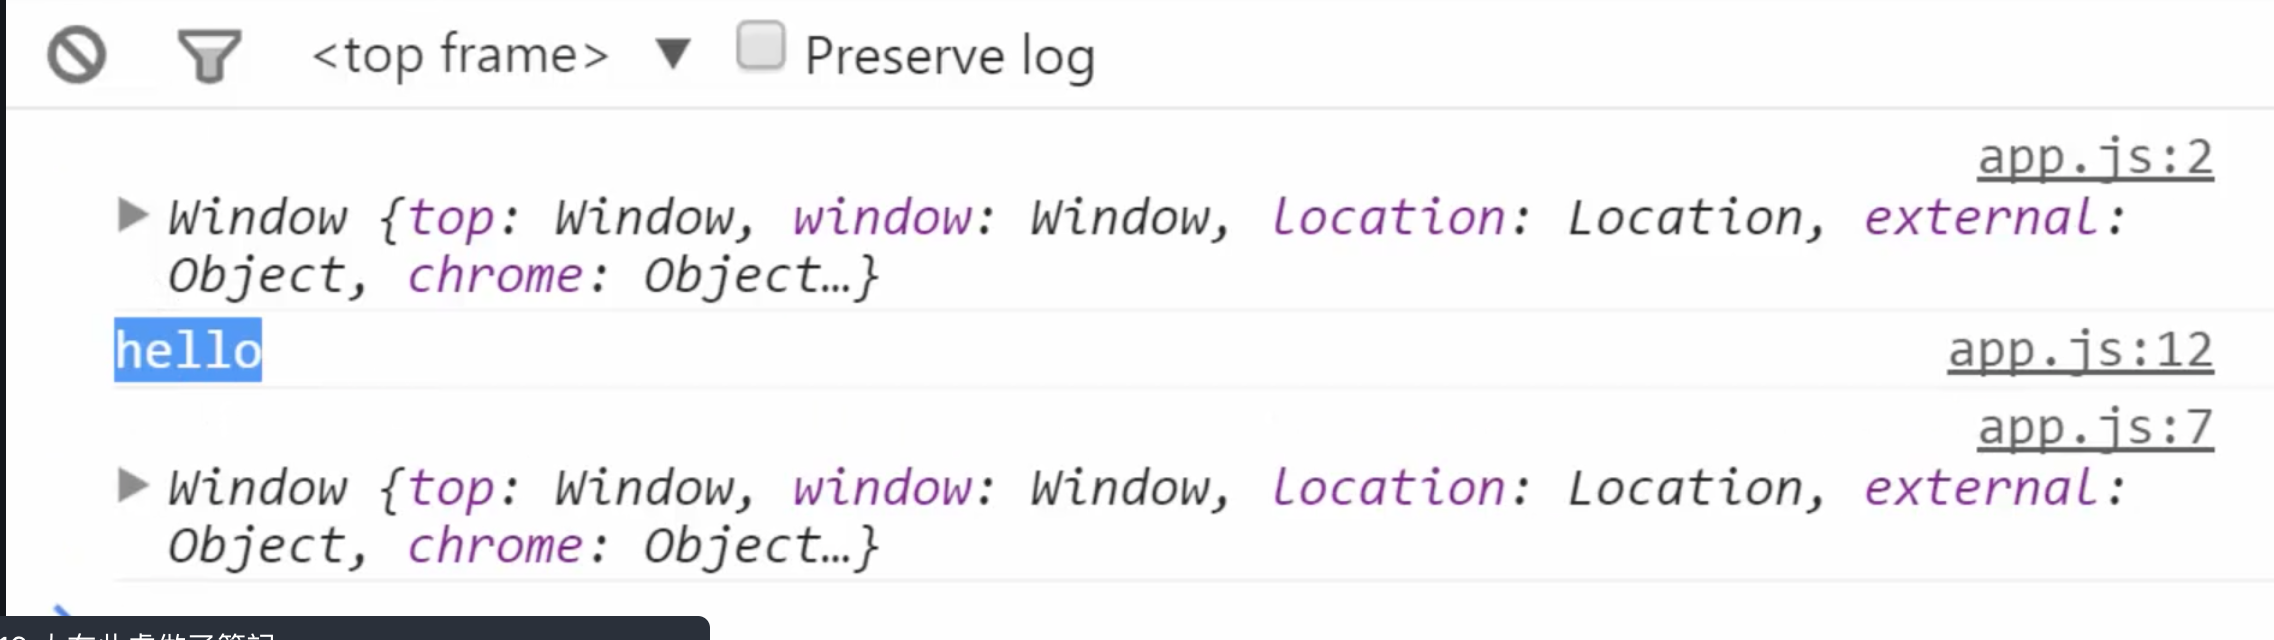 <top frame> ▼ Preserve log
app.js:2
▶ Window {top: Window, window: Window, location: Location, external:
Object, chrome: Object…}
hello app.js:12
app.js:7
▶ Window {top: Window, window: Window, location: Location, external:
Object, chrome: Object…}